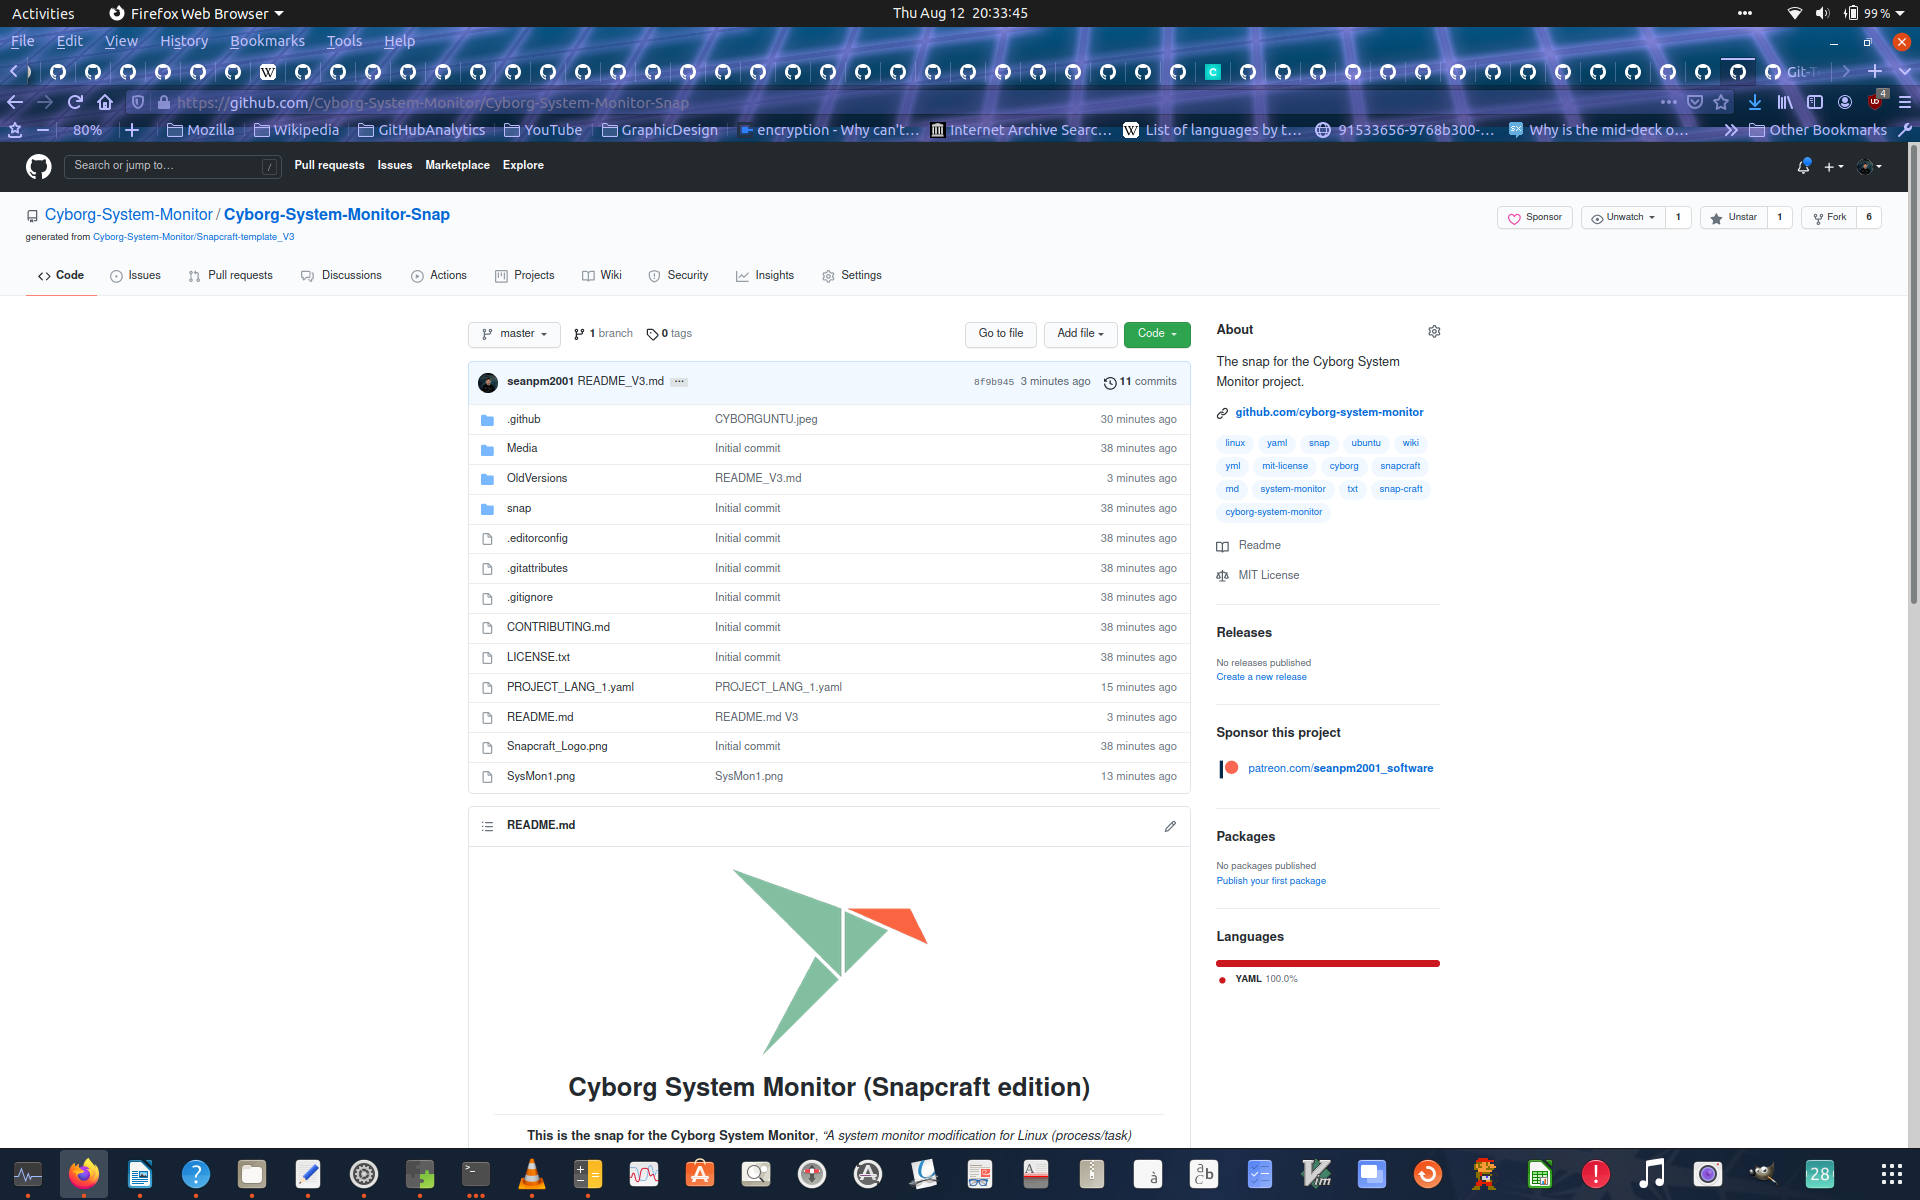 Activities Firefox Web Browser Thu Aug 12 20:33:45 99 %
File Edit View History Bookmarks Tools Help
Git-T
https://github.com/Cyborg-System-Monitor/Cyborg-System-Monitor-Snap 4
80% Mozilla Wikipedia GitHubAnalytics YouTube GraphicDesign encryption - Why can't... Internet Archive Searc... List of languages by t... 91533656-9768b300-... Why is the mid-deck o... Other Bookmarks
Search or jump to... / Pull requests Issues Marketplace Explore
Cyborg-System-Monitor / Cyborg-System-Monitor-Snap Sponsor Unwatch 1 Unstar 1 Fork 6
generated from Cyborg-System-Monitor/Snapcraft-template_V3
Code Issues Pull requests Discussions Actions Projects Wiki Security Insights Settings
master 1 branch 0 tags Go to file Add file Code
seanpm2001 README_V3.md ... 8f9b945 3 minutes ago 11 commits
.github CYBORGUNTU.jpeg 30 minutes ago
Media Initial commit 38 minutes ago
OldVersions README_V3.md 3 minutes ago
snap Initial commit 38 minutes ago
.editorconfig Initial commit 38 minutes ago
.gitattributes Initial commit 38 minutes ago
.gitignore Initial commit 38 minutes ago
CONTRIBUTING.md Initial commit 38 minutes ago
LICENSE.txt Initial commit 38 minutes ago
PROJECT_LANG_1.yaml PROJECT_LANG_1.yaml 15 minutes ago
README.md README.md V3 3 minutes ago
Snapcraft_Logo.png Initial commit 38 minutes ago
SysMon1.png SysMon1.png 13 minutes ago
README.md
Cyborg System Monitor (Snapcraft edition)
This is the snap for the Cyborg System Monitor, “A system monitor modification for Linux (process/task)
About
The snap for the Cyborg System
Monitor project.
github.com/cyborg-system-monitor
linux yaml snap ubuntu wiki
yml mit-license cyborg snapcraft
md system-monitor txt snap-craft
cyborg-system-monitor
Readme
MIT License
Releases
No releases published
Create a new release
Sponsor this project
patreon.com/seanpm2001_software
Packages
No packages published
Publish your first package
Languages
YAML 100.0%
28